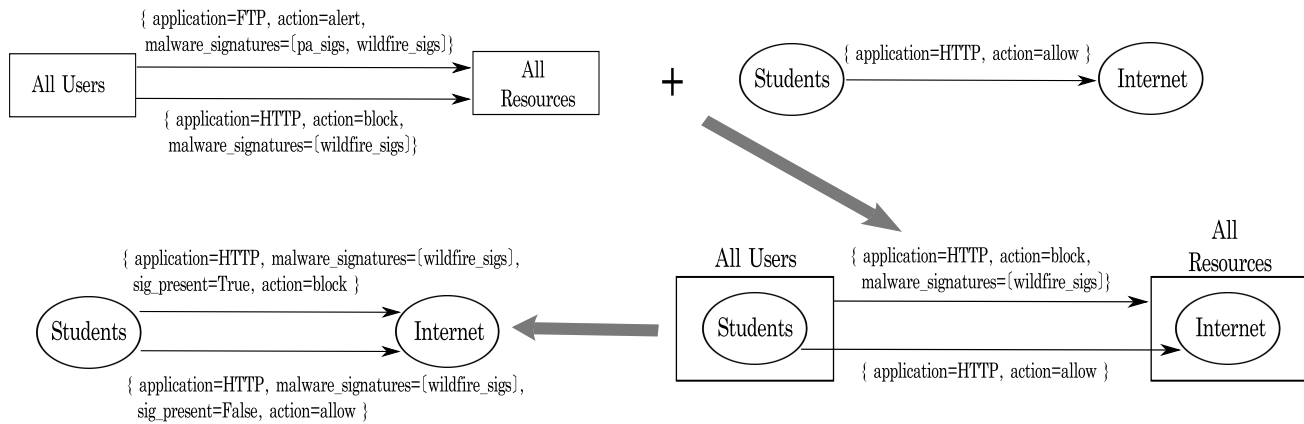 { application=FTP, action=alert,
malware_signatures=[pa_sigs, wildfire_sigs]}
All Users
All
Resources
{ application=HTTP, action=block,
malware_signatures=[wildfire_sigs]}
+
Students
{ application=HTTP, action=allow }
Internet
{ application=HTTP, malware_signatures=[wildfire_sigs],
sig_present=True, action=block }
Students
Internet
{ application=HTTP, malware_signatures=[wildfire_sigs],
sig_present=False, action=allow }
All Users
{ application=HTTP, action=block,
malware_signatures=[wildfire_sigs]}
All
Resources
Students
Internet
{ application=HTTP, action=allow }